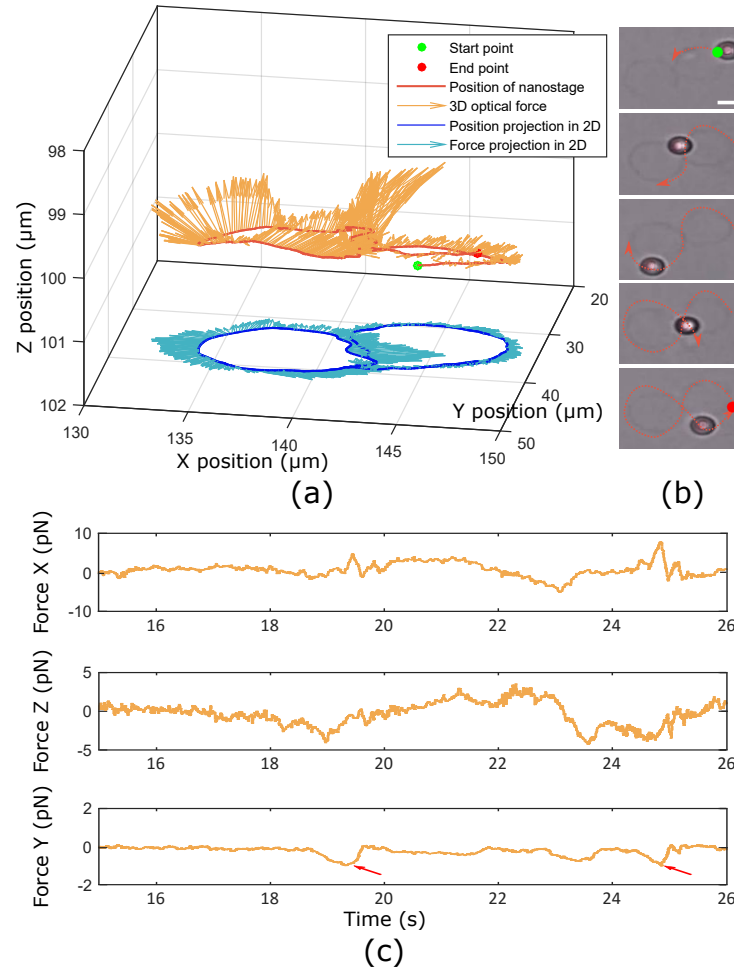 Start point
End point
Position of nanostage
3D optical force
Position projection in 2D
Force projection in 2D
98
99
100
101
102
Z position (µm)
130
135
140
145
150
X position (µm)
20
30
40
50
Y position (µm)
(a)
(b)
10
0
-10
Force X (pN)
16
18
20
22
24
26
5
0
-5
Force Z (pN)
16
18
20
22
24
26
2
0
-2
Force Y (pN)
16
18
20
22
24
26
Time (s)
(c)